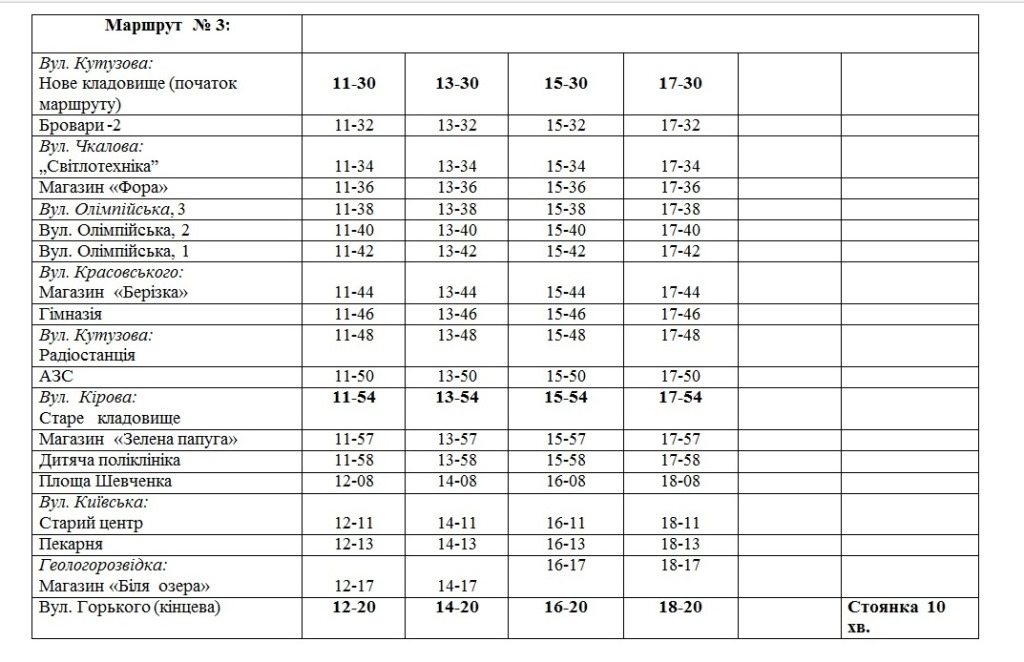 Маршрут № 3:
Вул. Кутузова:
Нове кладовище (початок 11-30 13-30 15-30 17-30
маршруту)
Бровари -2 11-32 13-32 15-32 17-32
Вул. Чкалова:
„Світлотехніка” 11-34 13-34 15-34 17-34
Магазин «Фора» 11-36 13-36 15-36 17-36
Вул. Олімпійська, 3 11-38 13-38 15-38 17-38
Вул. Олімпійська, 2 11-40 13-40 15-40 17-40
Вул. Олімпійська, 1 11-42 13-42 15-42 17-42
Вул. Красовського:
Магазин «Берізка» 11-44 13-44 15-44 17-44
Гімназія 11-46 13-46 15-46 17-46
Вул. Кутузова: 11-48 13-48 15-48 17-48
Радіостанція
АЗС 11-50 13-50 15-50 17-50
Вул. Кірова: 11-54 13-54 15-54 17-54
Старе кладовище
Магазин «Зелена папуга» 11-57 13-57 15-57 17-57
Дитяча поліклініка 11-58 13-58 15-58 17-58
Площа Шевченка 12-08 14-08 16-08 18-08
Вул. Київська:
Старий центр 12-11 14-11 16-11 18-11
Пекарня 12-13 14-13 16-13 18-13
Геологорозвідка: 16-17 18-17
Магазин «Біля озера» 12-17 14-17
Вул. Горького (кінцева) 12-20 14-20 16-20 18-20 Стоянка 10
хв.